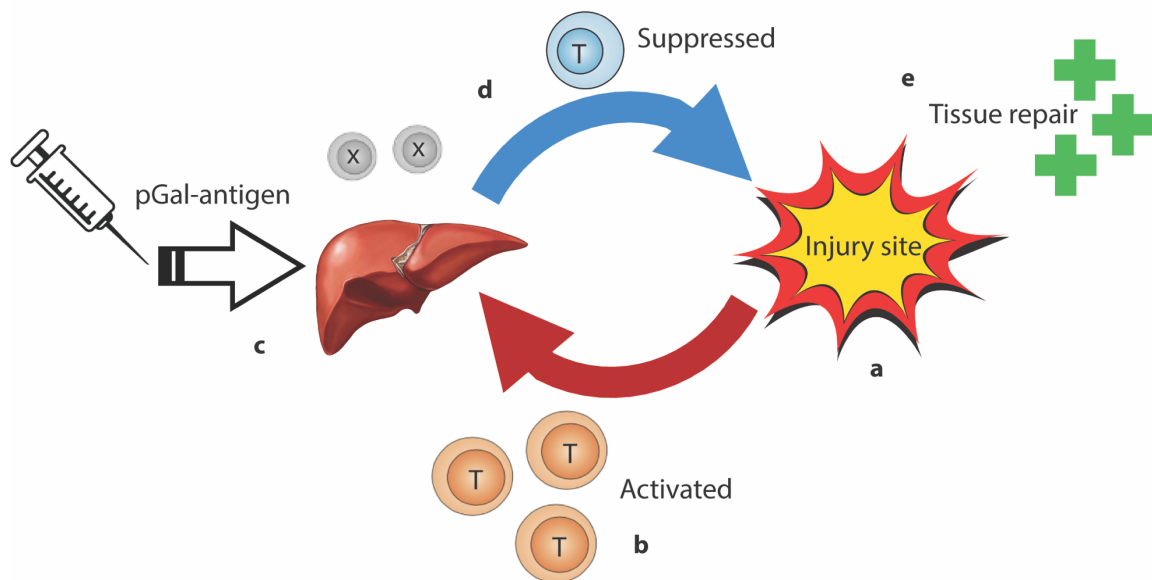 T
Suppressed
d
e
Tissue repair
x
x
pGal-antigen
Injury site
c
a
T
T
Activated
T
b